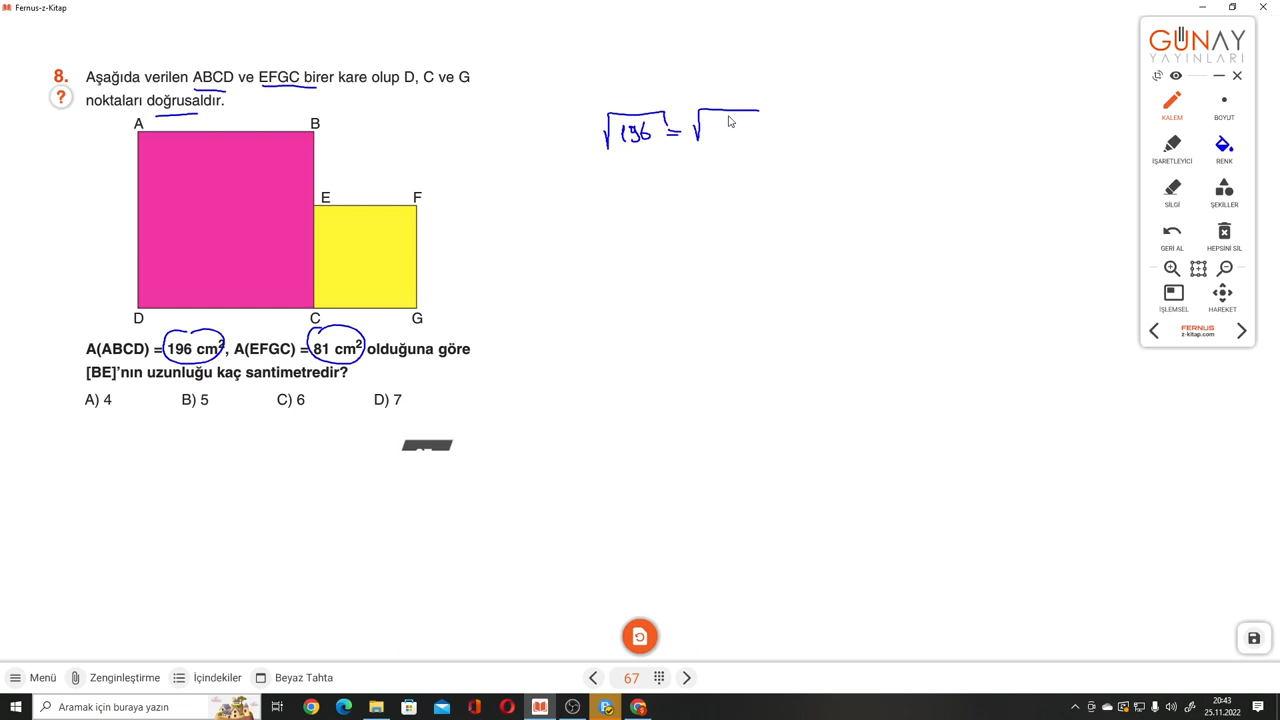 Fernus-z-Kitap
GÜNAY
YAYINLARI
8. Aşağıda verilen ABCD ve EFGC birer kare olup D, C ve G
? noktaları doğrusaldır.
A B
E F
D C G
√196 = √
A(ABCD) = 196 cm², A(EFGC) = 81 cm² olduğuna göre
[BE]’nın uzunluğu kaç santimetredir?
A) 4 B) 5 C) 6 D) 7
KALEM BOYUT
İŞARETLEYİCİ RENK
SİLGİ ŞEKİLLER
GERİ AL HEPSİNİ SİL
İŞLEMSEL HAREKET
FERNUS
z-kitap.com
Menü Zenginleştirme İçindekiler Beyaz Tahta 67
Aramak için buraya yazın
20:43
25.11.2022